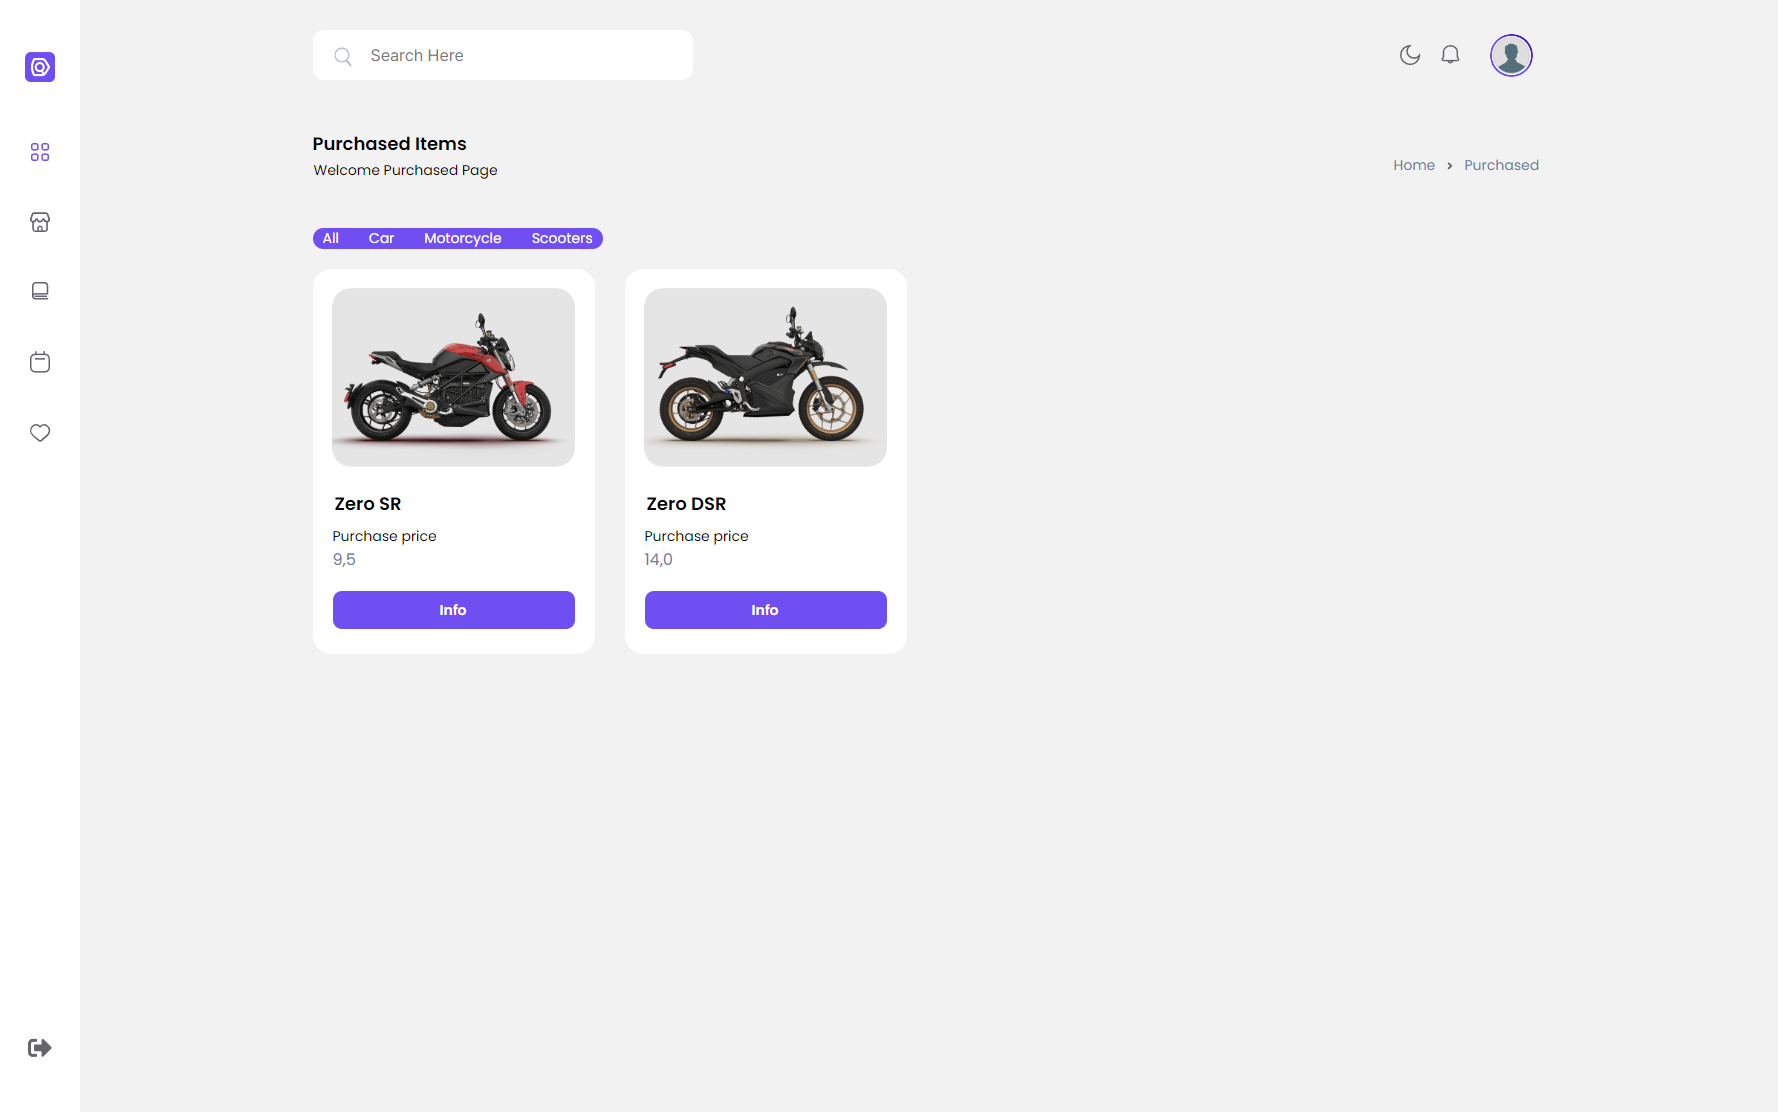 Search Here
Purchased Items
Welcome Purchased Page
Home > Purchased
All Car Motorcycle Scooters
Zero SR
Purchase price
9,5
Info
Zero DSR
Purchase price
14,0
Info